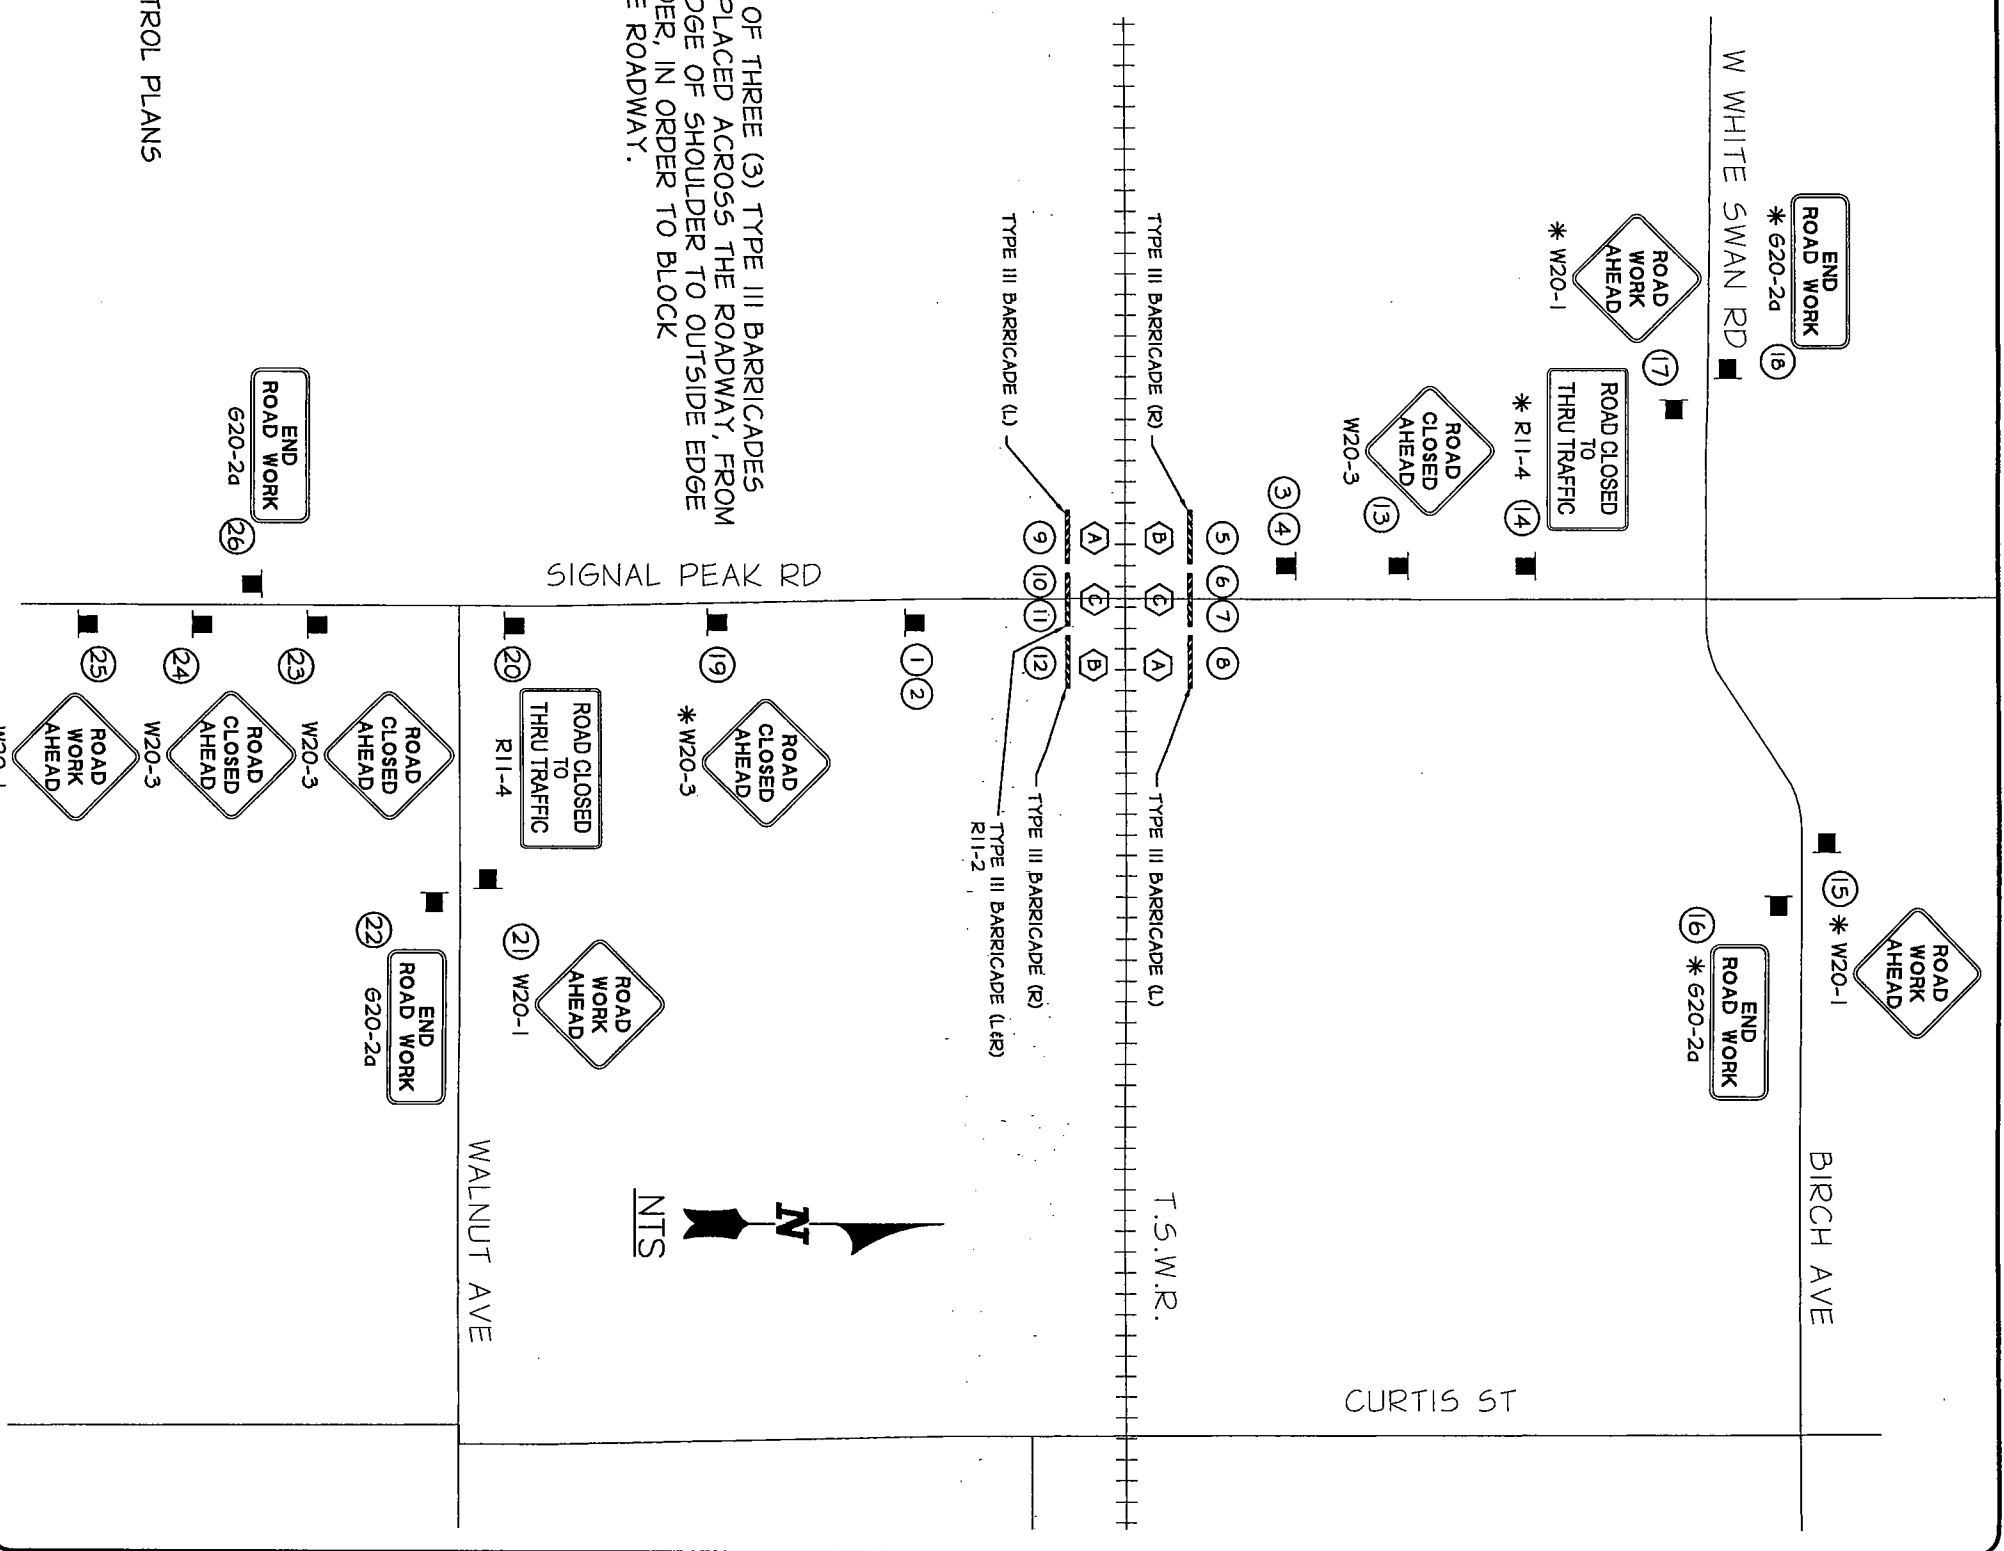 W WHITE SWAN RD
END
ROAD WORK
* G20-2a
18
ROAD
WORK
AHEAD
* W20-1
17
ROAD CLOSED
TO
THRU TRAFFIC
* R11-4
14
ROAD
CLOSED
AHEAD
W20-3
13
3 4
TYPE III BARRICADE (R)
TYPE III BARRICADE (L)
5
6 7
8
B
C
A
A
C
B
9
10 11
12
TYPE III BARRICADE (L)
TYPE III BARRICADE (R)
TYPE III BARRICADE (L&R)
R11-2
ROAD
WORK
AHEAD
15 * W20-1
END
ROAD WORK
16 * G20-2a
BIRCH AVE
CURTIS ST
T.S.W.R.
N
NTS
OF THREE (3) TYPE III BARRICADES
PLACED ACROSS THE ROADWAY, FROM
DGE OF SHOULDER TO OUTSIDE EDGE
DER, IN ORDER TO BLOCK
E ROADWAY.
TROL PLANS
SIGNAL PEAK RD
1 2
19
ROAD
CLOSED
AHEAD
* W20-3
20
ROAD CLOSED
TO
THRU TRAFFIC
R11-4
ROAD
WORK
AHEAD
21 W20-1
WALNUT AVE
22
END
ROAD WORK
G20-2a
23
ROAD
CLOSED
AHEAD
W20-3
24
ROAD
CLOSED
AHEAD
W20-3
25
ROAD
WORK
AHEAD
W20-1
END
ROAD WORK
G20-2a
26